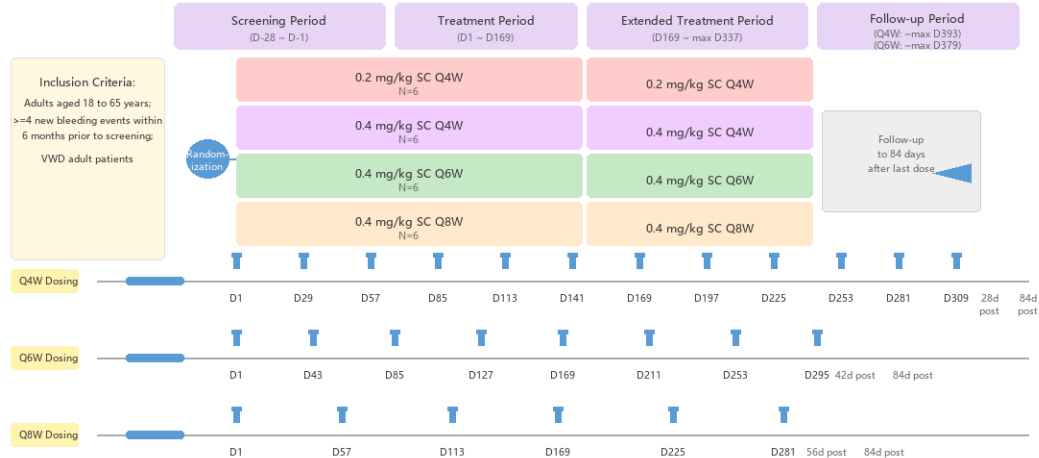 Screening Period
(D-28 ~ D-1)
Treatment Period
(D1 ~ D169)
Extended Treatment Period
(D169 ~ max D337)
Follow-up Period
(Q4W: ~max D393)
(Q6W: ~max D379)
Inclusion Criteria:
Adults aged 18 to 65 years;
>=4 new bleeding events within
6 months prior to screening;
VWD adult patients
Random-
ization
0.2 mg/kg SC Q4W
N=6
0.2 mg/kg SC Q4W
0.4 mg/kg SC Q4W
N=6
0.4 mg/kg SC Q4W
0.4 mg/kg SC Q6W
N=6
0.4 mg/kg SC Q6W
0.4 mg/kg SC Q8W
N=6
0.4 mg/kg SC Q8W
Follow-up
to 84 days
after last dose
Q4W Dosing
D1 D29 D57 D85 D113 D141 D169 D197 D225 D253 D281 D309 28d post 84d post
Q6W Dosing
D1 D43 D85 D127 D169 D211 D253 D295 42d post 84d post
Q8W Dosing
D1 D57 D113 D169 D225 D281 56d post 84d post